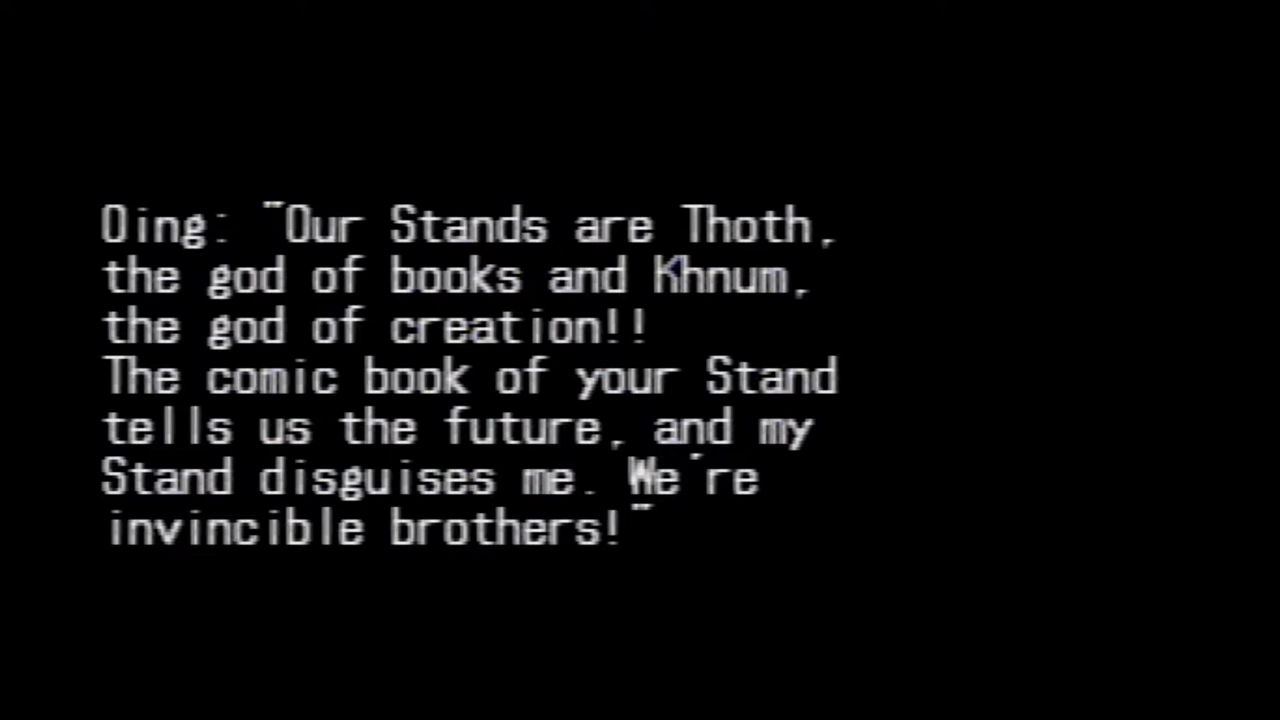 Oing: "Our Stands are Thoth,
the god of books and Khnum,
the god of creation!!
The comic book of your Stand
tells us the future, and my
Stand disguises me. We're
invincible brothers!"